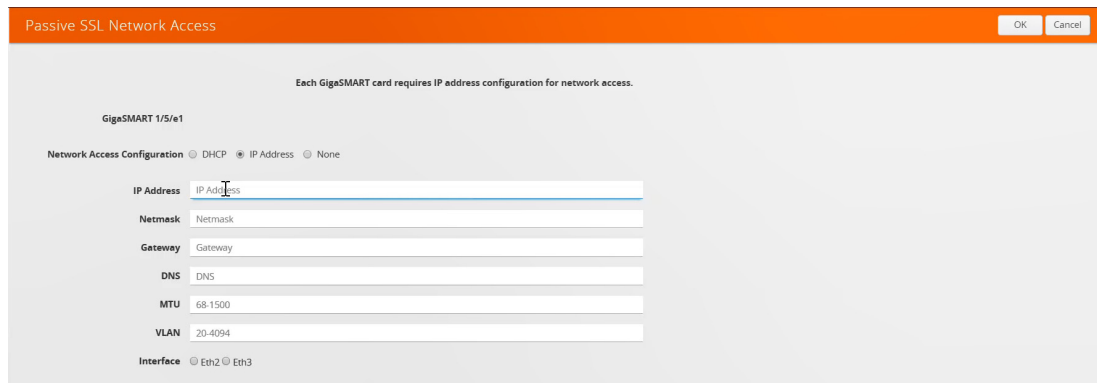 Passive SSL Network Access
OK Cancel
Each GigaSMART card requires IP address configuration for network access.
GigaSMART 1/5/e1
Network Access Configuration DHCP IP Address None
IP Address IP Address
Netmask Netmask
Gateway Gateway
DNS DNS
MTU 68-1500
VLAN 20-4094
Interface Eth2 Eth3